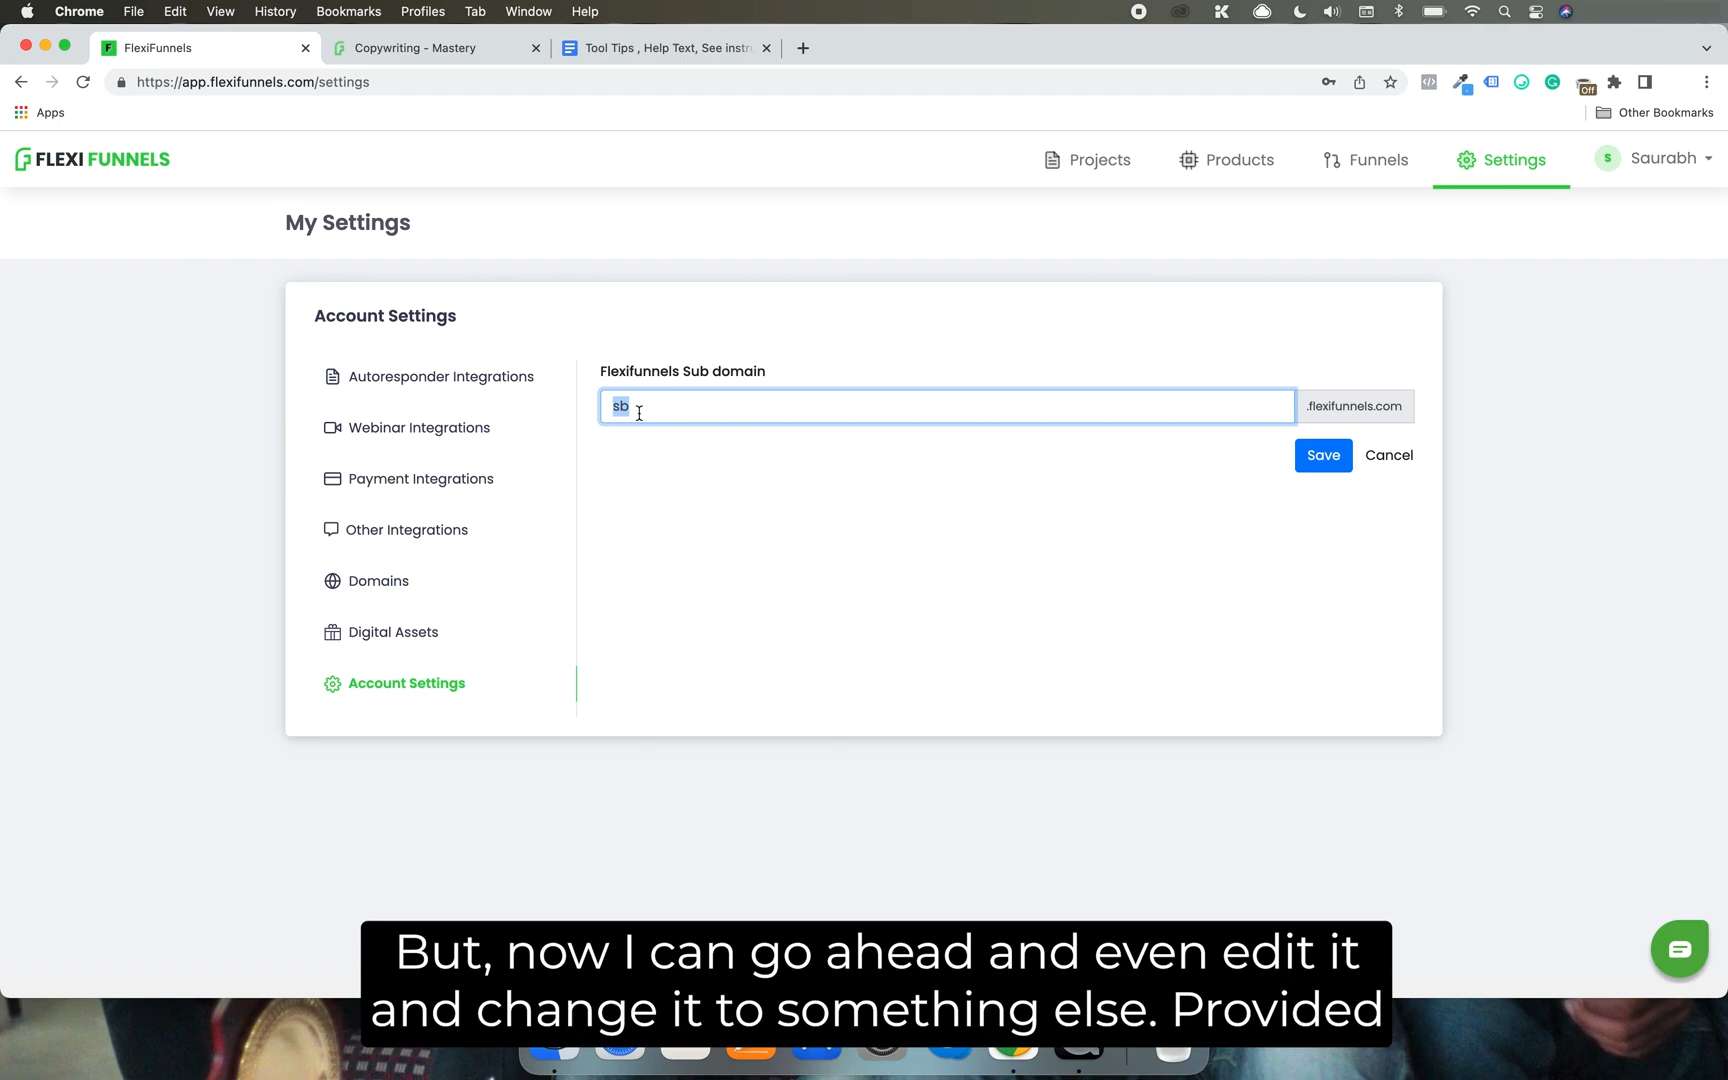 Chrome File Edit View History Bookmarks Profiles Tab Window Help
FlexiFunnels
Copywriting - Mastery
Tool Tips , Help Text, See instr
https://app.flexifunnels.com/settings
Off
Apps
Other Bookmarks
FLEXI FUNNELS
Projects
Products
Funnels
Settings
S
Saurabh
My Settings
Account Settings
Autoresponder Integrations
Webinar Integrations
Payment Integrations
Other Integrations
Domains
Digital Assets
Account Settings
Flexifunnels Sub domain
sb
.flexifunnels.com
Save
Cancel
But, now I can go ahead and even edit it
and change it to something else. Provided